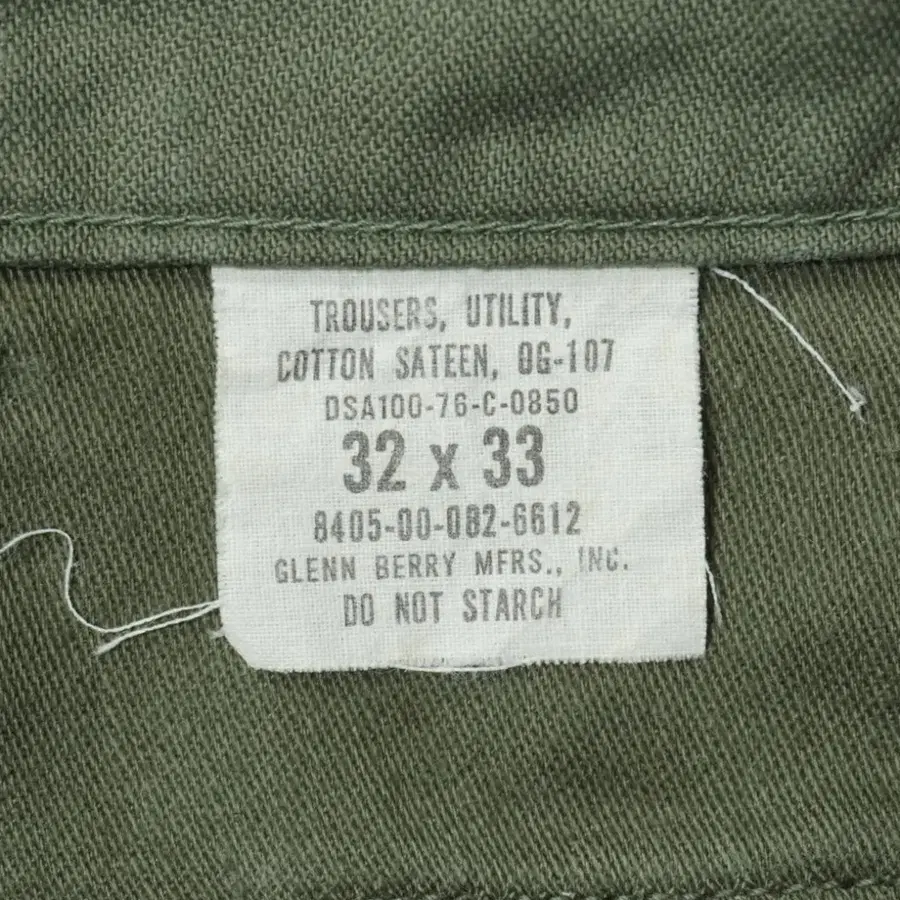 TROUSERS, UTILITY,
COTTON SATEEN, OG-107
DSA100-76-C-0850
32 x 33
8405-00-082-6612
GLENN BERRY MFRS., INC.
DO NOT STARCH